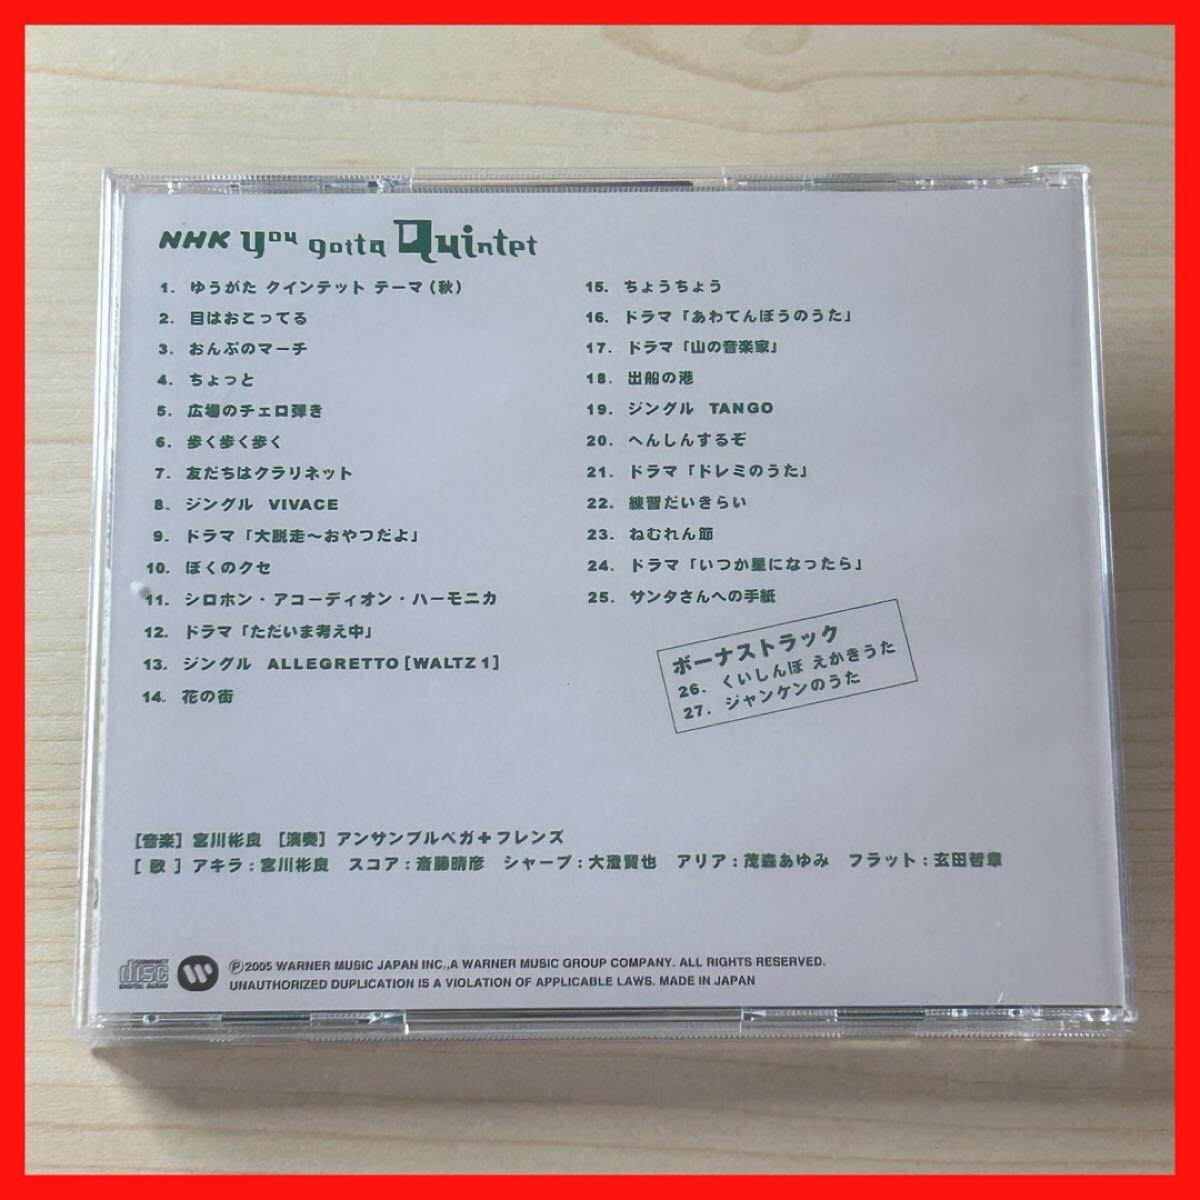 NHK you gotta Quintet
1. ゆうがた クインテット テーマ(秋)
2. 目はおこってる
3. おんぷのマーチ
4. ちょっと
5. 広場のチェロ弾き
6. 歩く歩く歩く
7. 友だちはクラリネット
8. ジングル VIVACE
9. ドラマ「大脱走〜おやつだよ」
10. ぼくのクセ
11. シロホン・アコーディオン・ハーモニカ
12. ドラマ「ただいま考え中」
13. ジングル ALLEGRETTO [WALTZ 1]
14. 花の街
15. ちょうちょう
16. ドラマ「あわてんぼうのうた」
17. ドラマ「山の音楽家」
18. 出船の港
19. ジングル TANGO
20. へんしんするぞ
21. ドラマ「ドレミのうた」
22. 練習だいきらい
23. ねむれん節
24. ドラマ「いつか星になったら」
25. サンタさんへの手紙
ボーナストラック
26. くいしんぼ えかきうた
27. ジャンケンのうた
[音楽] 宮川彬良 [演奏] アンサンブルベガ+フレンズ
[ 歌 ] アキラ:宮川彬良 スコア:斎藤晴彦 シャープ:大澄賢也 アリア:茂森あゆみ フラット:玄田哲章
COMPACT disc DIGITAL AUDIO
℗2005 WARNER MUSIC JAPAN INC.,A WARNER MUSIC GROUP COMPANY. ALL RIGHTS RESERVED.
UNAUTHORIZED DUPLICATION IS A VIOLATION OF APPLICABLE LAWS. MADE IN JAPAN